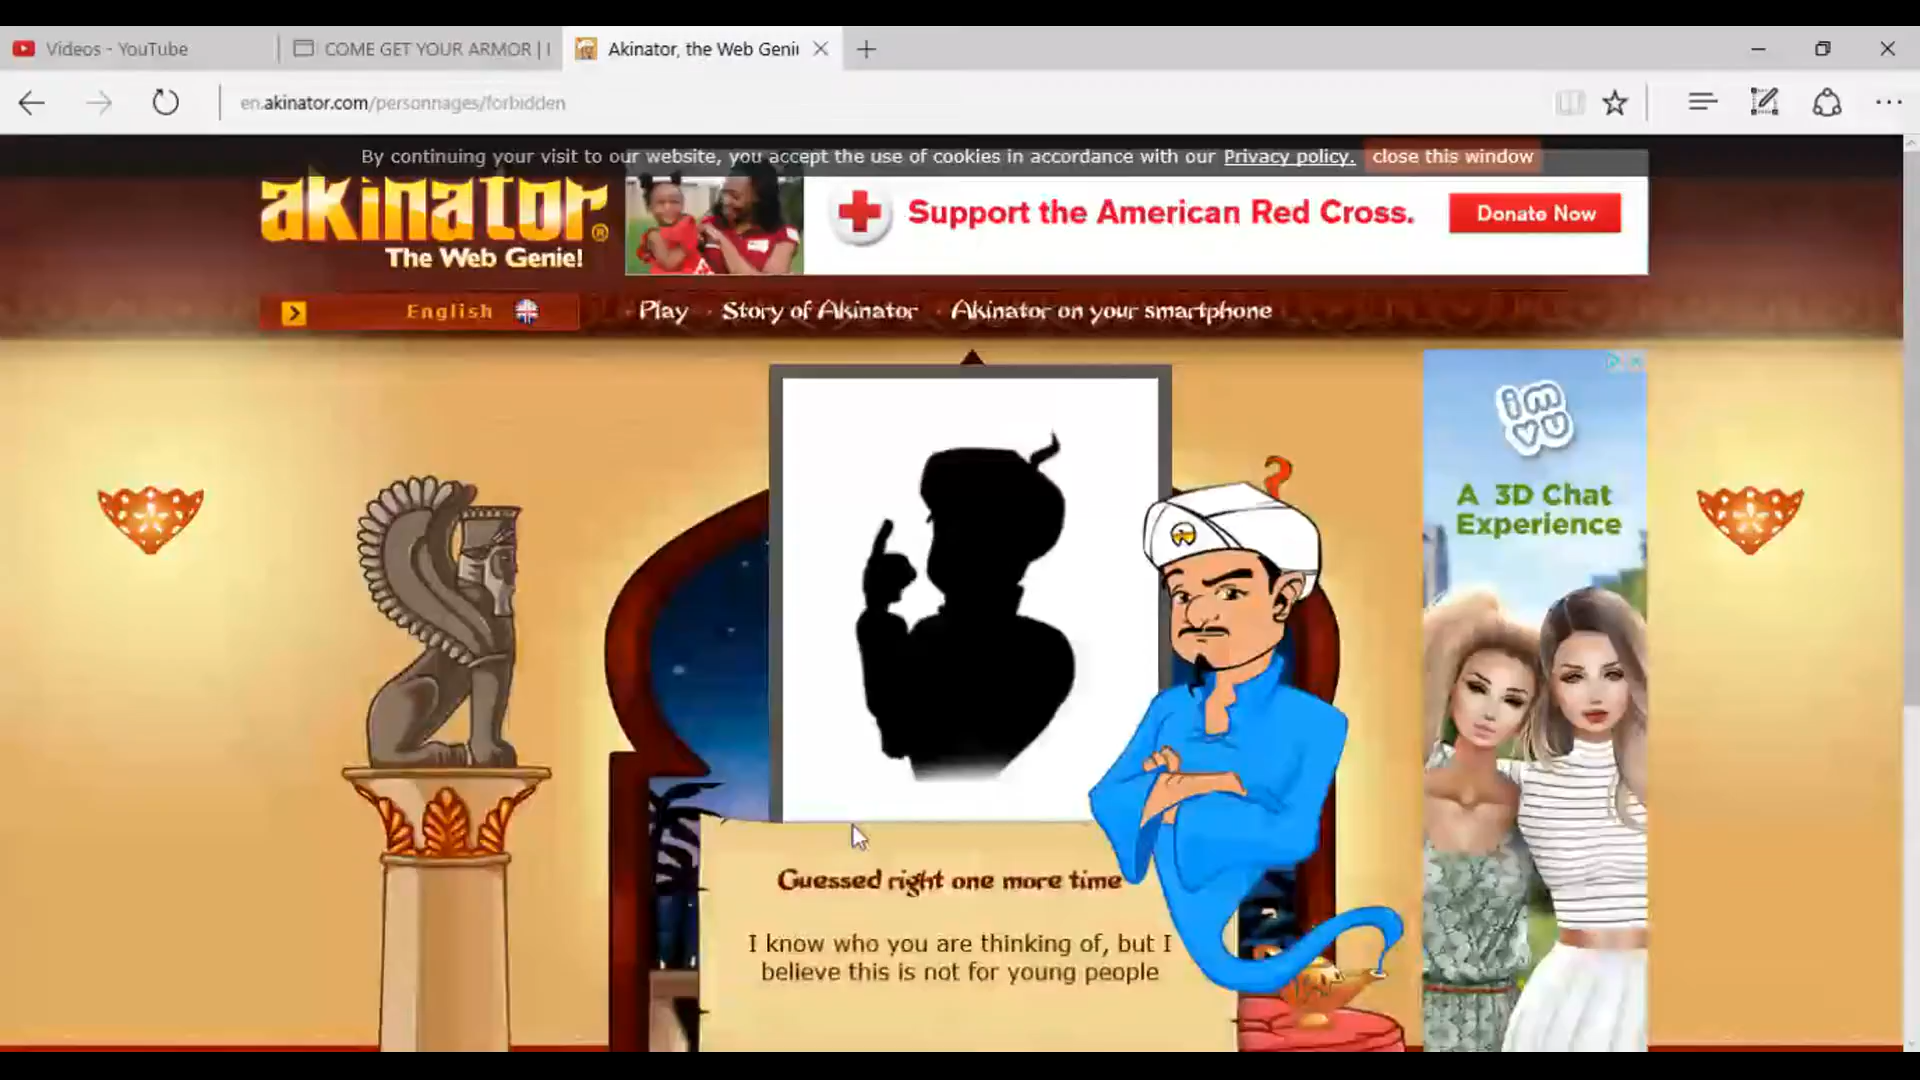 Videos - YouTube
COME GET YOUR ARMOR | I
Akinator, the Web Geni
en.akinator.com/personnages/forbidden
By continuing your visit to our website, you accept the use of cookies in accordance with our Privacy policy. close this window
akinator®
The Web Genie!
Support the American Red Cross.
Donate Now
English
Play
Story of Akinator
Akinator on your smartphone
imvu
A 3D Chat
Experience
Guessed right one more time
I know who you are thinking of, but I
believe this is not for young people